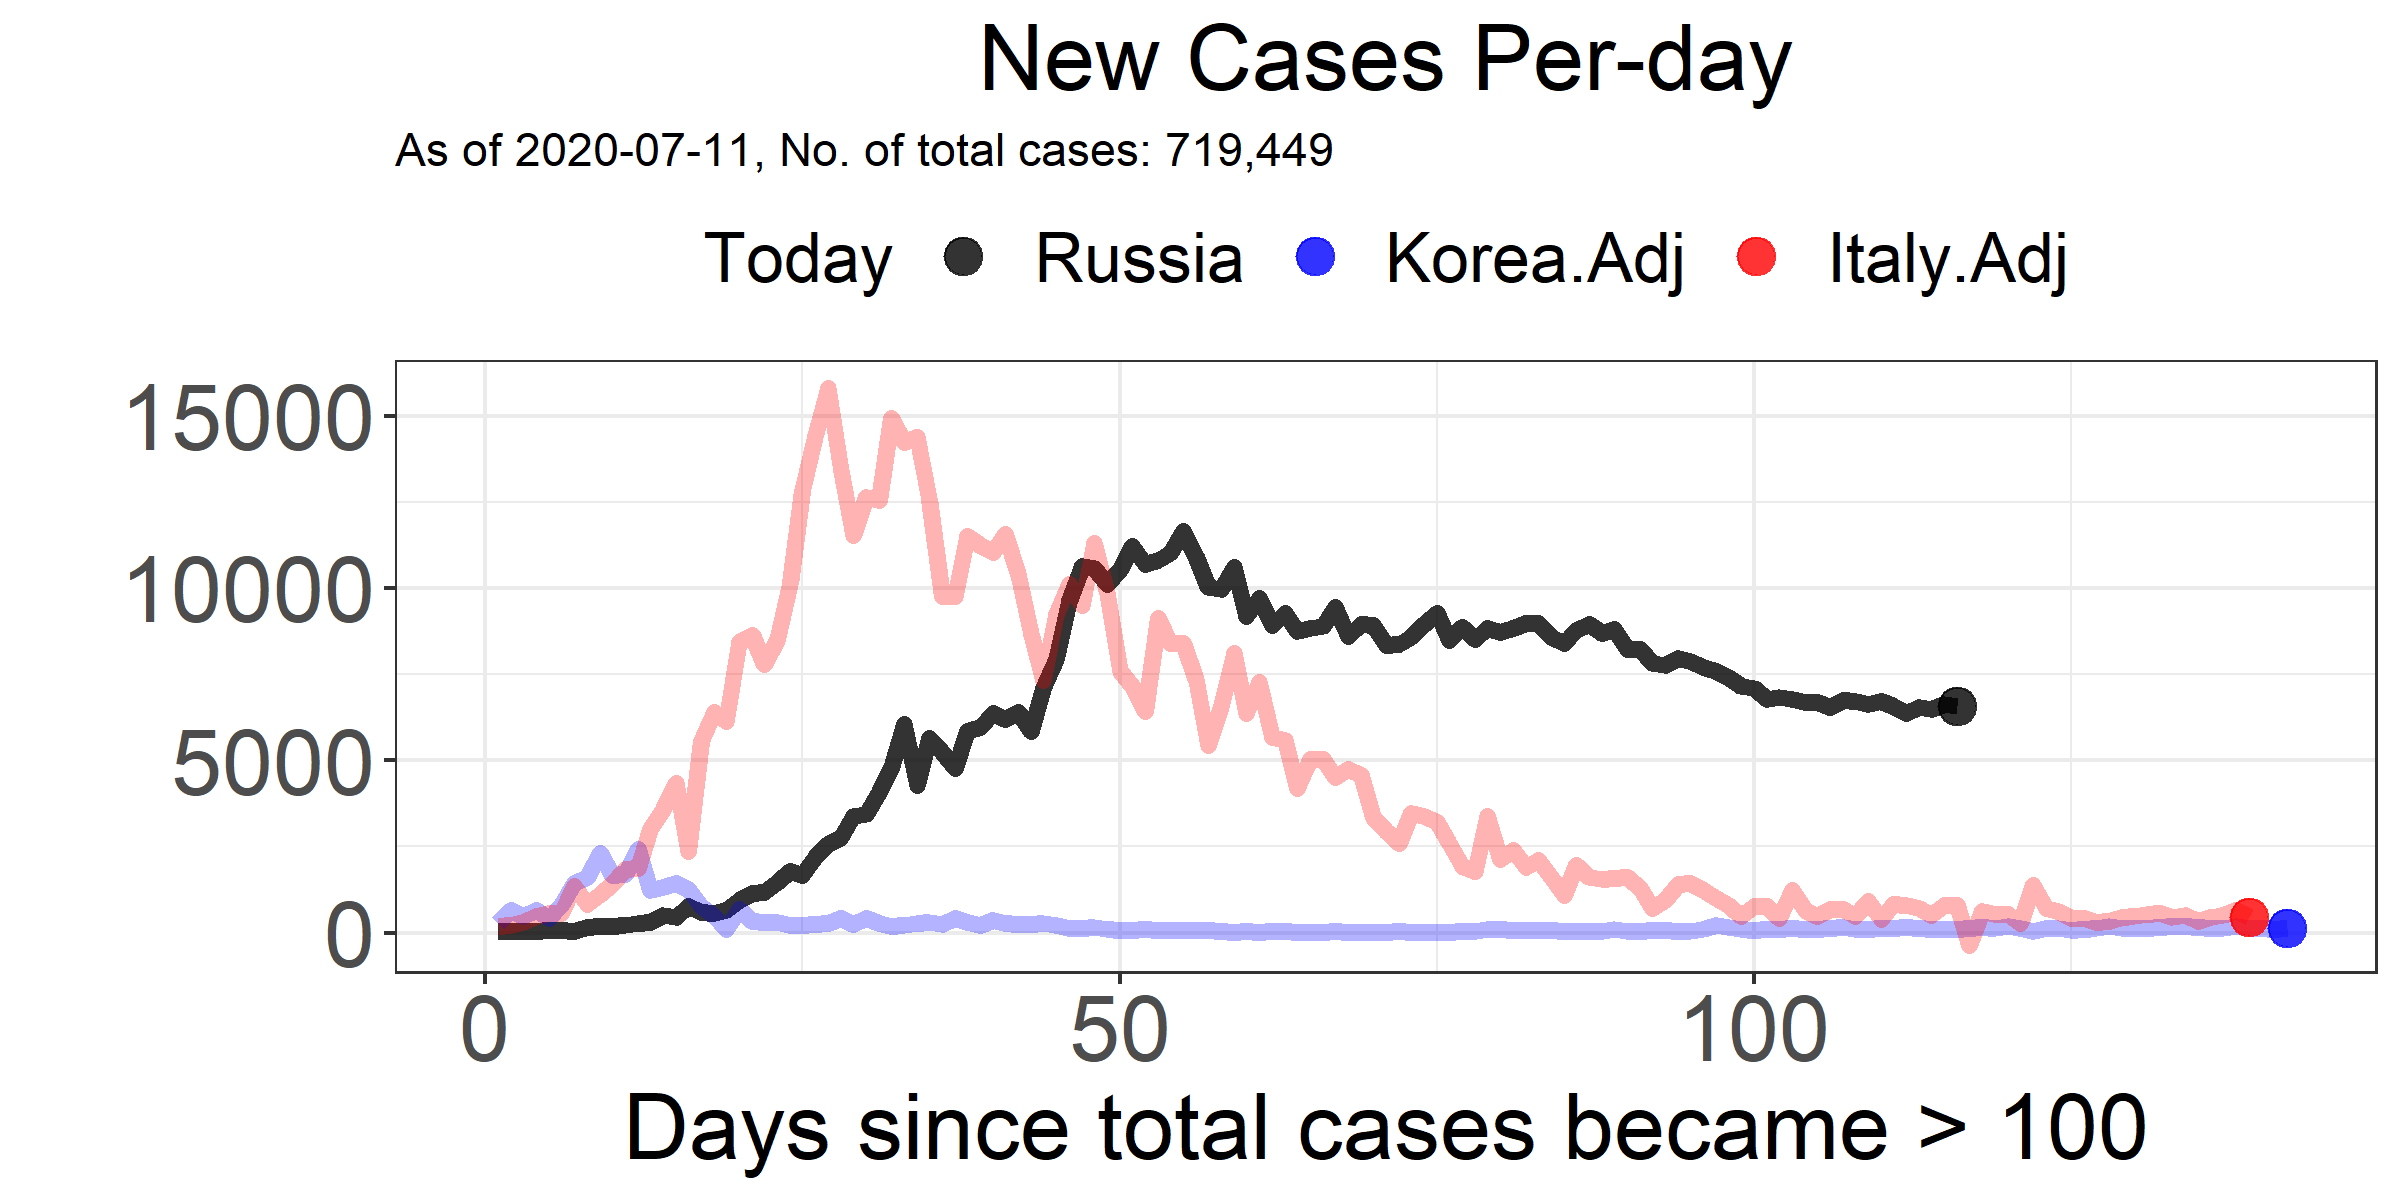 New Cases Per-day
As of 2020-07-11, No. of total cases: 719,449
Today Russia Korea.Adj Italy.Adj
15000
10000
5000
0
0 50 100
Days since total cases became > 100